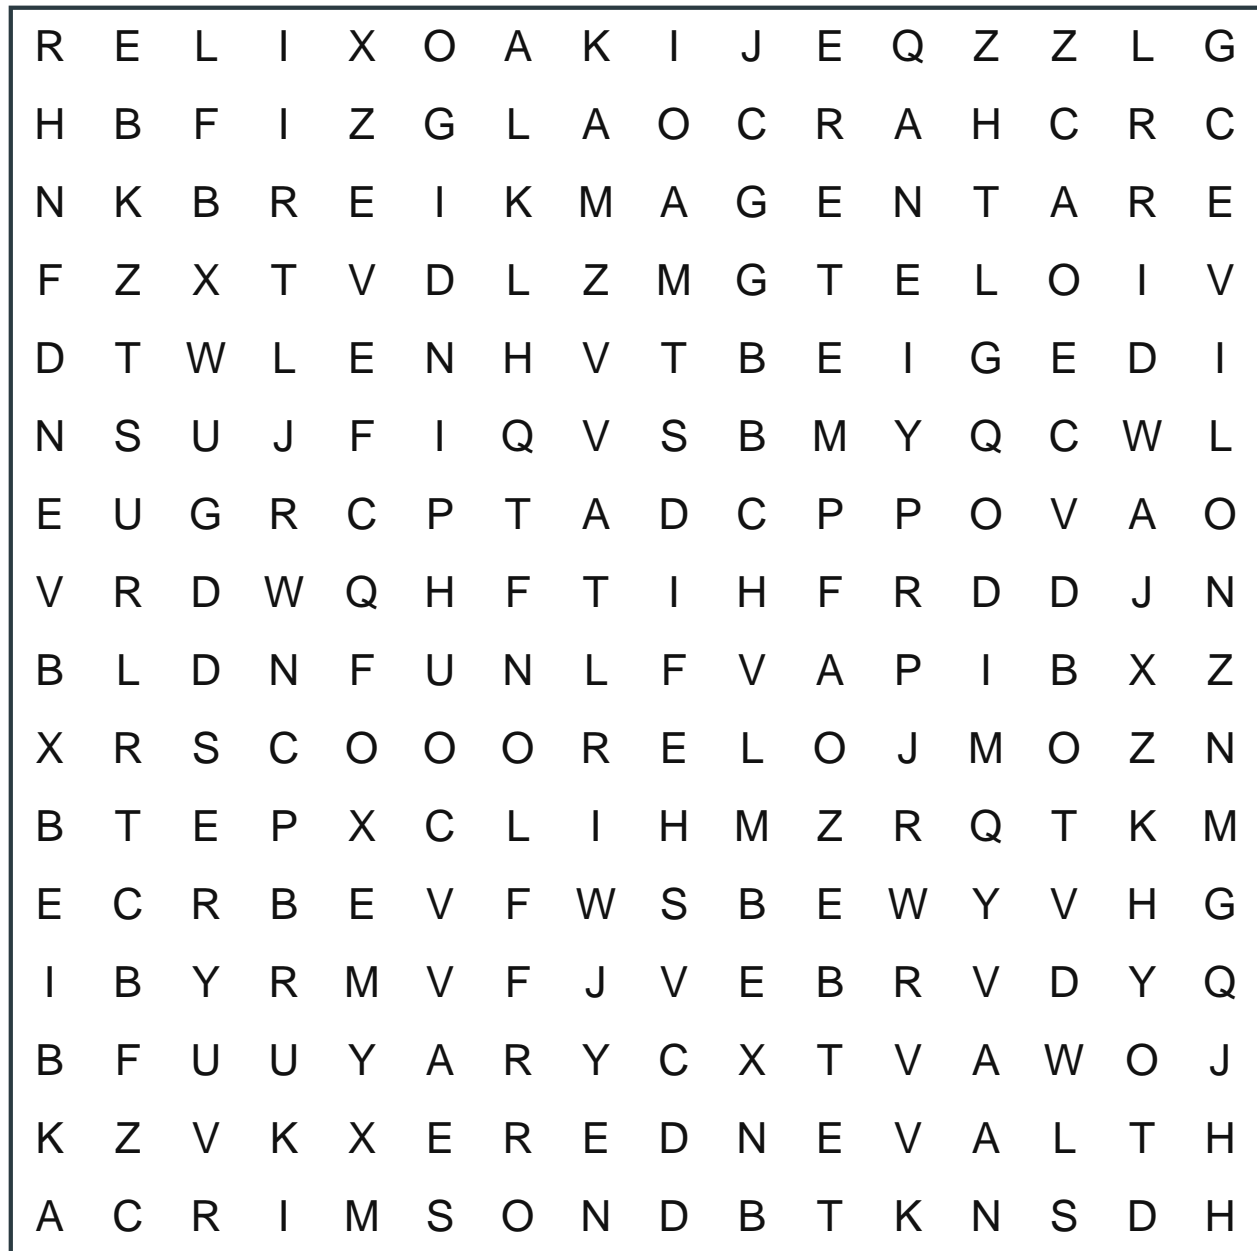 R E L I X O A K I J E Q Z Z L G
H B F I Z G L A O C R A H C R C
N K B R E I K M A G E N T A R E
F Z X T V D L Z M G T E L O I V
D T W L E N H V T B E I G E D I
N S U J F I Q V S B M Y Q C W L
E U G R C P T A D C P P O V A O
V R D W Q H F T I H F R D D J N
B L D N F U N L F V A P I B X Z
X R S C O O O R E L O J M O Z N
B T E P X C L I H M Z R Q T K M
E C R B E V F W S B E W Y V H G
I B Y R M V F J V E B R V D Y Q
B F U U Y A R Y C X T V A W O J
K Z V K X E R E D N E V A L T H
A C R I M S O N D B T K N S D H